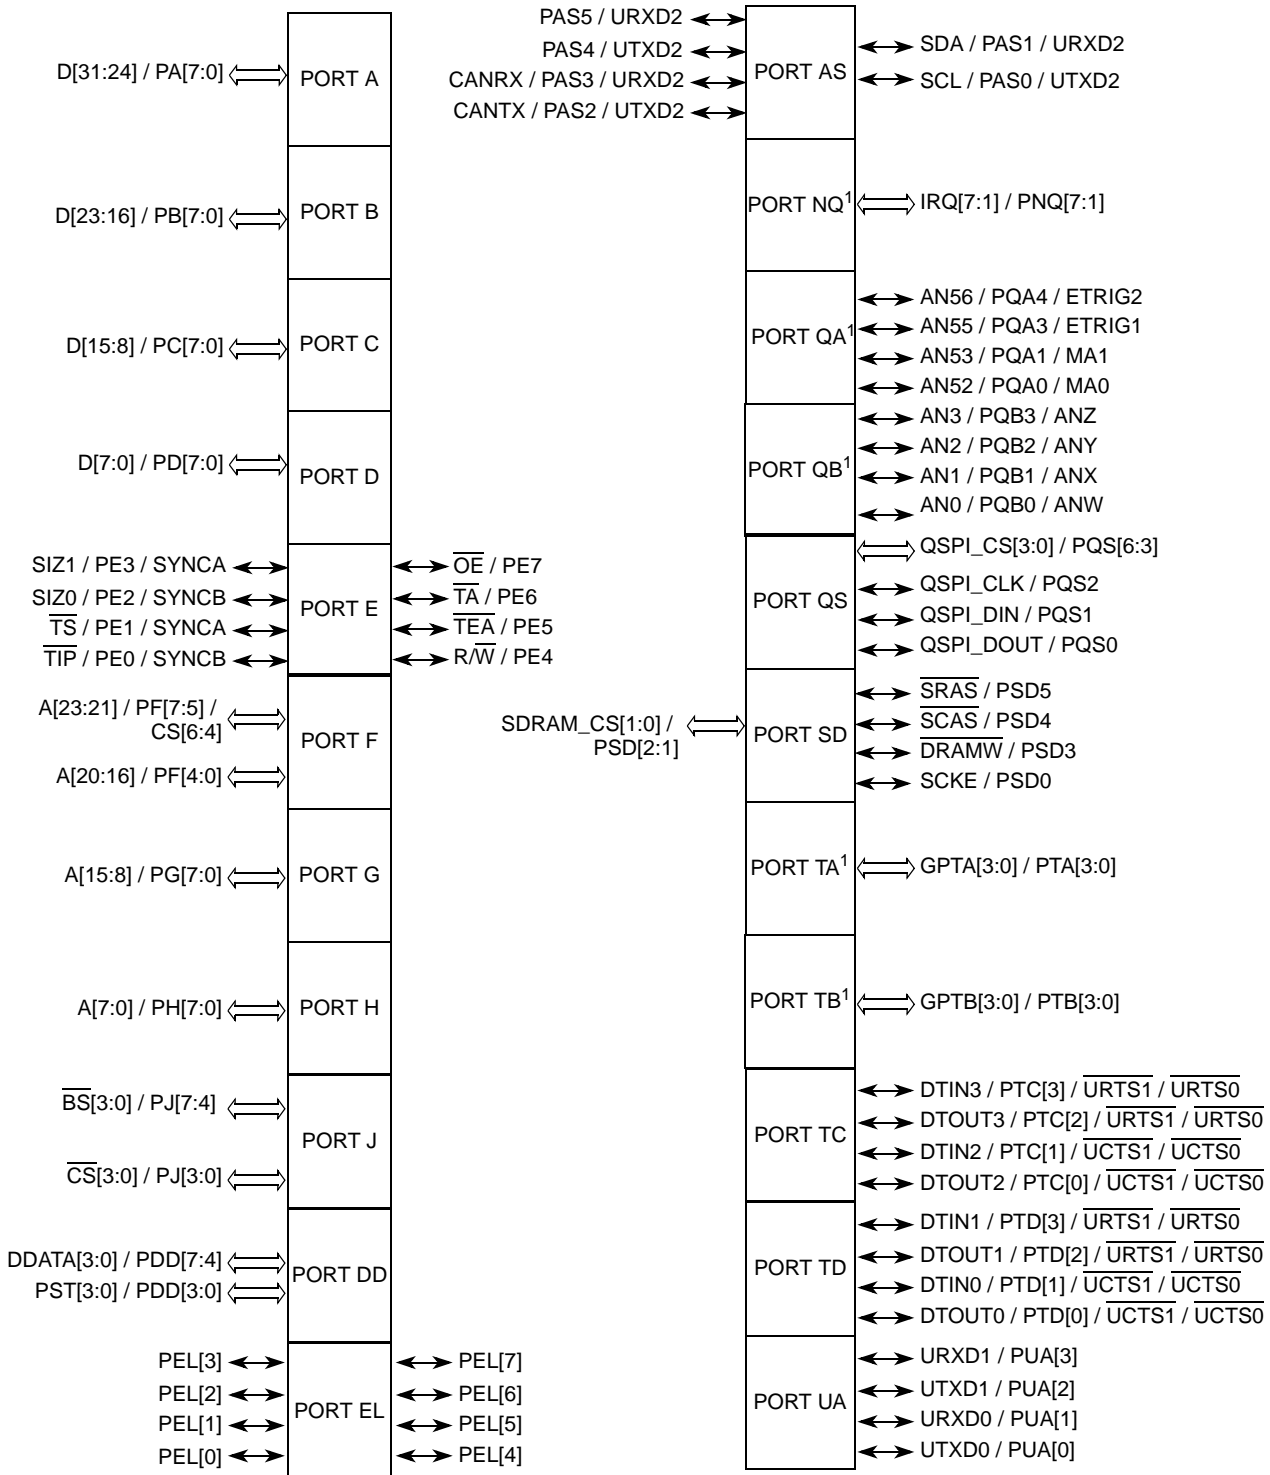 D[31:24] / PA[7:0]
PORT A
D[23:16] / PB[7:0]
PORT B
D[15:8] / PC[7:0]
PORT C
D[7:0] / PD[7:0]
PORT D
SIZ1 / PE3 / SYNCA
SIZ0 / PE2 / SYNCB
TS / PE1 / SYNCA
TIP / PE0 / SYNCB
PORT E
OE / PE7
TA / PE6
TEA / PE5
R/W / PE4
A[23:21] / PF[7:5] /
CS[6:4]
A[20:16] / PF[4:0]
PORT F
A[15:8] / PG[7:0]
PORT G
A[7:0] / PH[7:0]
PORT H
BS[3:0] / PJ[7:4]
CS[3:0] / PJ[3:0]
PORT J
DDATA[3:0] / PDD[7:4]
PST[3:0] / PDD[3:0]
PORT DD
PEL[3]
PEL[2]
PEL[1]
PEL[0]
PORT EL
PEL[7]
PEL[6]
PEL[5]
PEL[4]
PAS5 / URXD2
PAS4 / UTXD2
CANRX / PAS3 / URXD2
CANTX / PAS2 / UTXD2
PORT AS
SDA / PAS1 / URXD2
SCL / PAS0 / UTXD2
PORT NQ1
IRQ[7:1] / PNQ[7:1]
PORT QA1
AN56 / PQA4 / ETRIG2
AN55 / PQA3 / ETRIG1
AN53 / PQA1 / MA1
AN52 / PQA0 / MA0
PORT QB1
AN3 / PQB3 / ANZ
AN2 / PQB2 / ANY
AN1 / PQB1 / ANX
AN0 / PQB0 / ANW
PORT QS
QSPI_CS[3:0] / PQS[6:3]
QSPI_CLK / PQS2
QSPI_DIN / PQS1
QSPI_DOUT / PQS0
SDRAM_CS[1:0] /
PSD[2:1]
PORT SD
SRAS / PSD5
SCAS / PSD4
DRAMW / PSD3
SCKE / PSD0
PORT TA1
GPTA[3:0] / PTA[3:0]
PORT TB1
GPTB[3:0] / PTB[3:0]
PORT TC
DTIN3 / PTC[3] / URTS1 / URTS0
DTOUT3 / PTC[2] / URTS1 / URTS0
DTIN2 / PTC[1] / UCTS1 / UCTS0
DTOUT2 / PTC[0] / UCTS1 / UCTS0
PORT TD
DTIN1 / PTD[3] / URTS1 / URTS0
DTOUT1 / PTD[2] / URTS1 / URTS0
DTIN0 / PTD[1] / UCTS1 / UCTS0
DTOUT0 / PTD[0] / UCTS1 / UCTS0
PORT UA
URXD1 / PUA[3]
UTXD1 / PUA[2]
URXD0 / PUA[1]
UTXD0 / PUA[0]